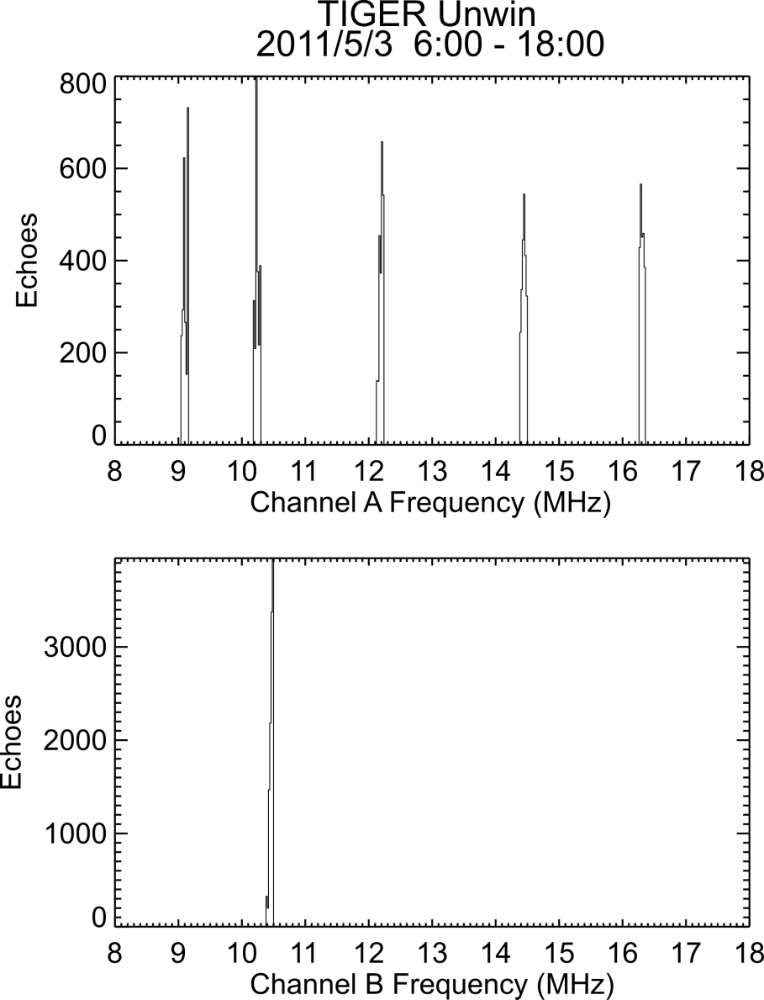 TIGER Unwin
2011/5/3 6:00 - 18:00
800
600
400
200
0
Echoes
8 9 10 11 12 13 14 15 16 17 18
Channel A Frequency (MHz)
3000
2000
1000
0
Echoes
8 9 10 11 12 13 14 15 16 17 18
Channel B Frequency (MHz)